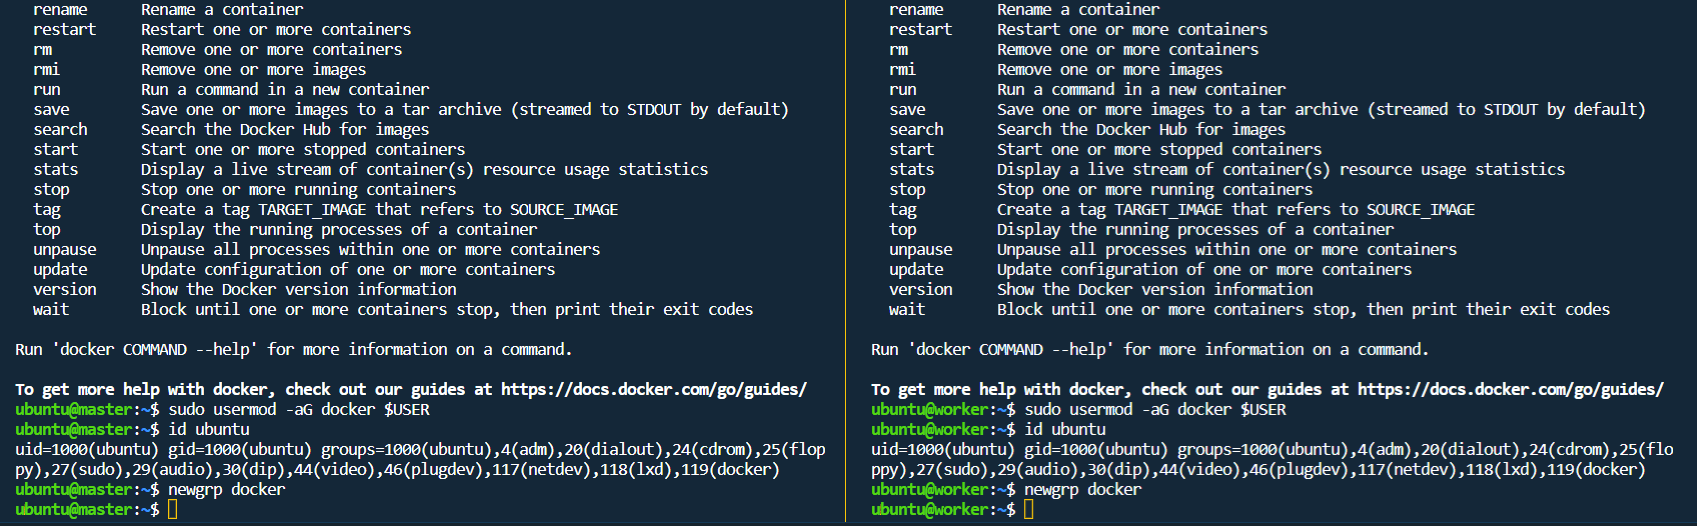 rename      Rename a container
restart     Restart one or more containers
rm          Remove one or more containers
rmi         Remove one or more images
run         Run a command in a new container
save        Save one or more images to a tar archive (streamed to STDOUT by default)
search      Search the Docker Hub for images
start       Start one or more stopped containers
stats       Display a live stream of container(s) resource usage statistics
stop        Stop one or more running containers
tag         Create a tag TARGET_IMAGE that refers to SOURCE_IMAGE
top         Display the running processes of a container
unpause     Unpause all processes within one or more containers
update      Update configuration of one or more containers
version     Show the Docker version information
wait        Block until one or more containers stop, then print their exit codes
Run 'docker COMMAND --help' for more information on a command.
To get more help with docker, check out our guides at https://docs.docker.com/go/guides/
ubuntu@master:~$ sudo usermod -aG docker $USER
ubuntu@master:~$ id ubuntu
uid=1000(ubuntu) gid=1000(ubuntu) groups=1000(ubuntu),4(adm),20(dialout),24(cdrom),25(flop
py),27(sudo),29(audio),30(dip),44(video),46(plugdev),117(netdev),118(lxd),119(docker)
ubuntu@master:~$ newgrp docker
ubuntu@master:~$
rename      Rename a container
restart     Restart one or more containers
rm          Remove one or more containers
rmi         Remove one or more images
run         Run a command in a new container
save        Save one or more images to a tar archive (streamed to STDOUT by default)
search      Search the Docker Hub for images
start       Start one or more stopped containers
stats       Display a live stream of container(s) resource usage statistics
stop        Stop one or more running containers
tag         Create a tag TARGET_IMAGE that refers to SOURCE_IMAGE
top         Display the running processes of a container
unpause     Unpause all processes within one or more containers
update      Update configuration of one or more containers
version     Show the Docker version information
wait        Block until one or more containers stop, then print their exit codes
Run 'docker COMMAND --help' for more information on a command.
To get more help with docker, check out our guides at https://docs.docker.com/go/guides/
ubuntu@worker:~$ sudo usermod -aG docker $USER
ubuntu@worker:~$ id ubuntu
uid=1000(ubuntu) gid=1000(ubuntu) groups=1000(ubuntu),4(adm),20(dialout),24(cdrom),25(flo
ppy),27(sudo),29(audio),30(dip),44(video),46(plugdev),117(netdev),118(lxd),119(docker)
ubuntu@worker:~$ newgrp docker
ubuntu@worker:~$